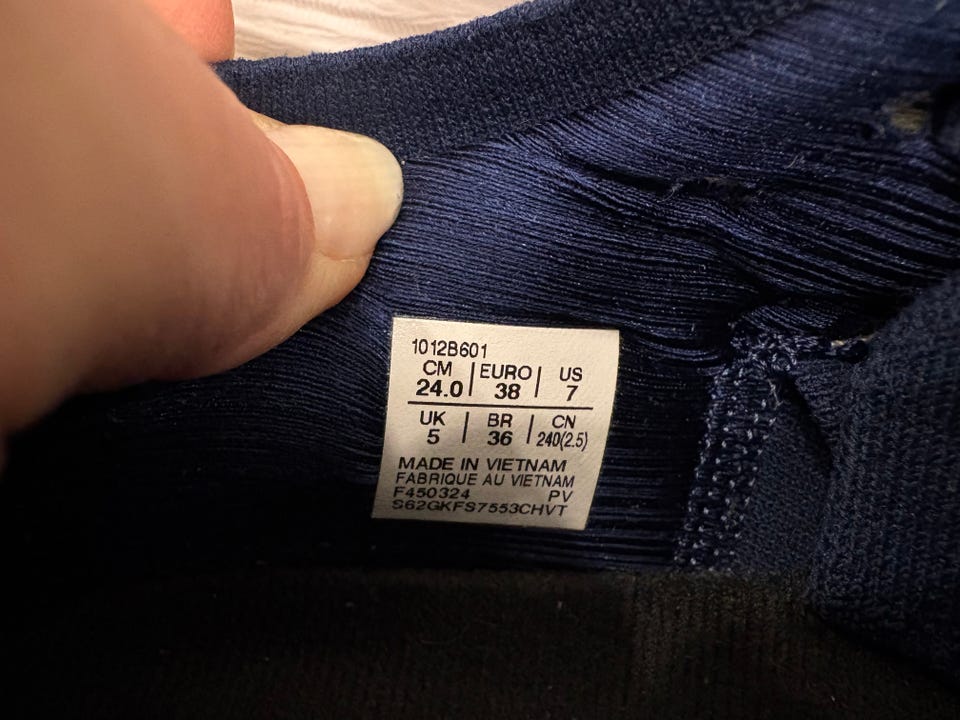 1012B601
CM | EURO | US
24.0 | 38 | 7
UK | BR | CN
5 | 36 | 240(2.5)
MADE IN VIETNAM
FABRIQUE AU VIETNAM
F450324 PV
S62GKFS7553CHVT